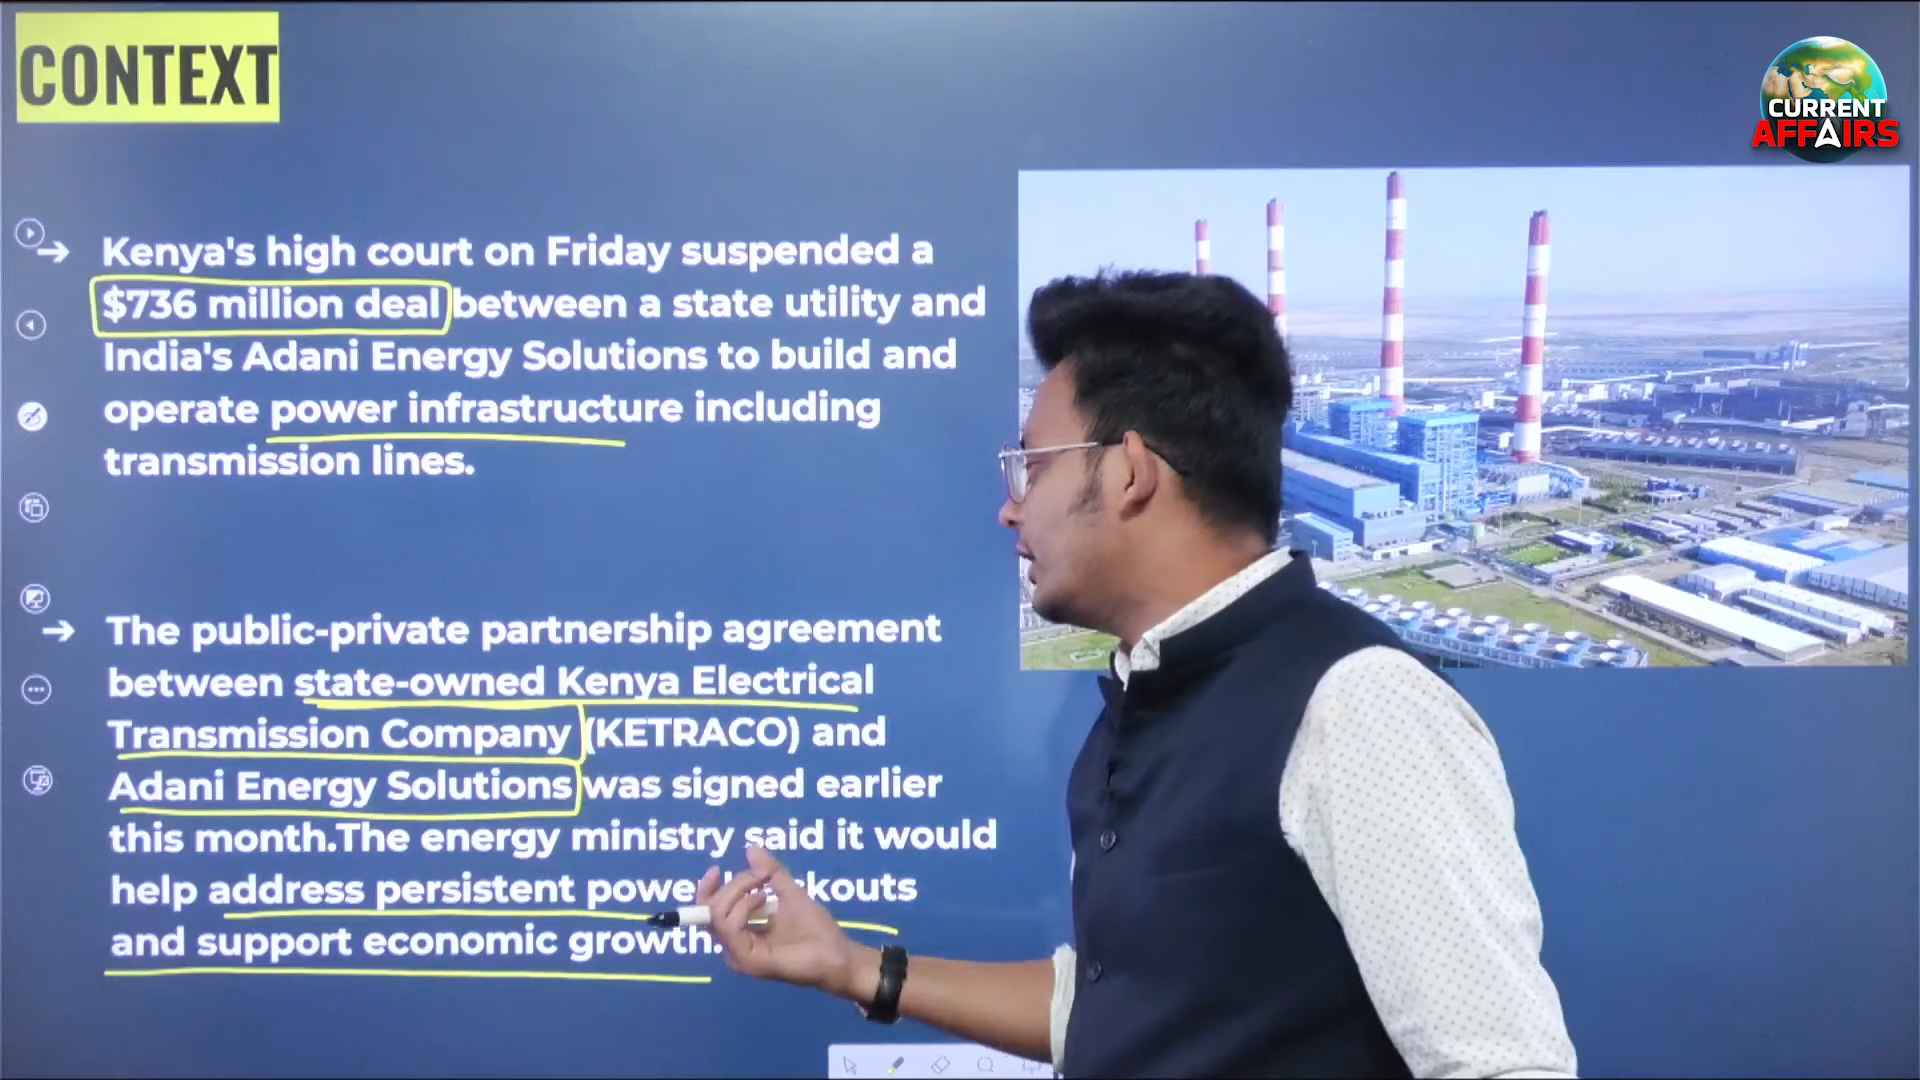 CONTEXT
CURRENT
AFFAIRS
Kenya's high court on Friday suspended a
$736 million deal between a state utility and
India's Adani Energy Solutions to build and
operate power infrastructure including
transmission lines.
The public-private partnership agreement
between state-owned Kenya Electrical
Transmission Company (KETRACO) and
Adani Energy Solutions was signed earlier
this month.The energy ministry said it would
help address persistent
and support economic growth.